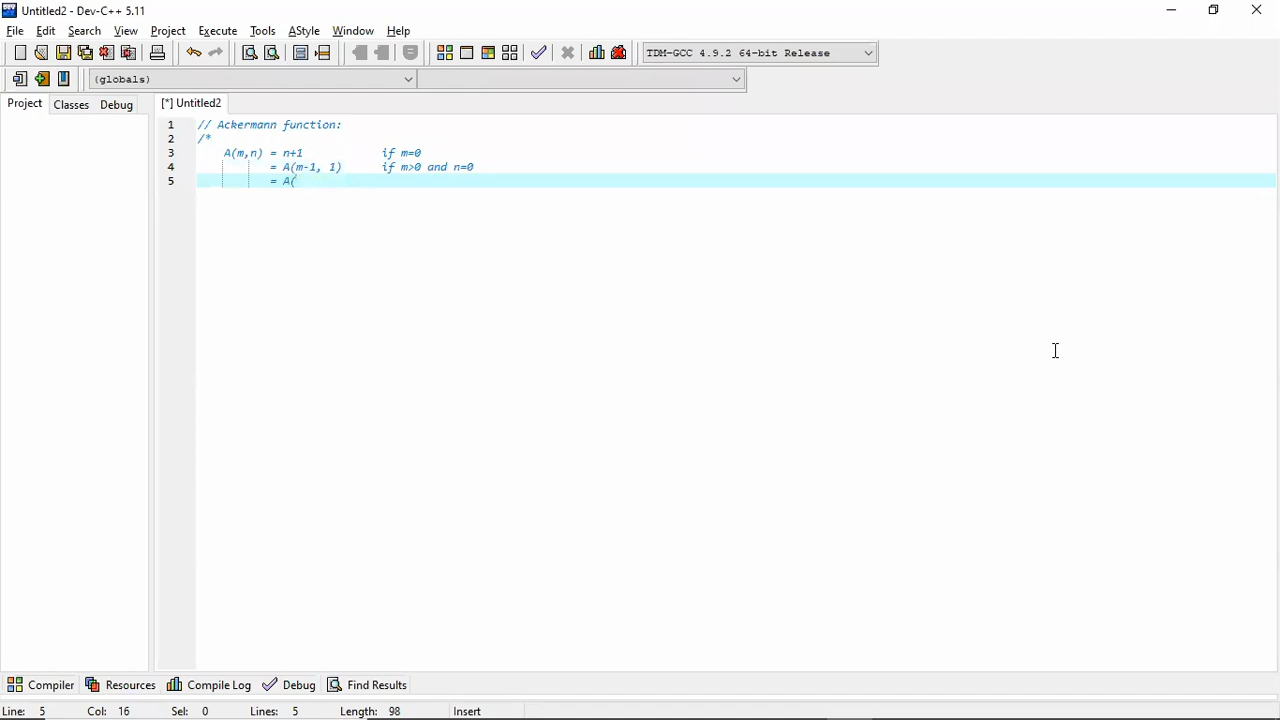 Untitled2 - Dev-C++ 5.11
File Edit Search View Project Execute Tools AStyle Window Help
TDM-GCC 4.9.2 64-bit Release
(globals)
Project Classes Debug [*] Untitled2
1 // Ackermann function:
2 /*
3 A(m,n) = n+1 if m=0
4 = A(m-1, 1) if m>0 and n=0
5 = A(
Compiler Resources Compile Log Debug Find Results
Line: 5 Col: 16 Sel: 0 Lines: 5 Length: 98 Insert